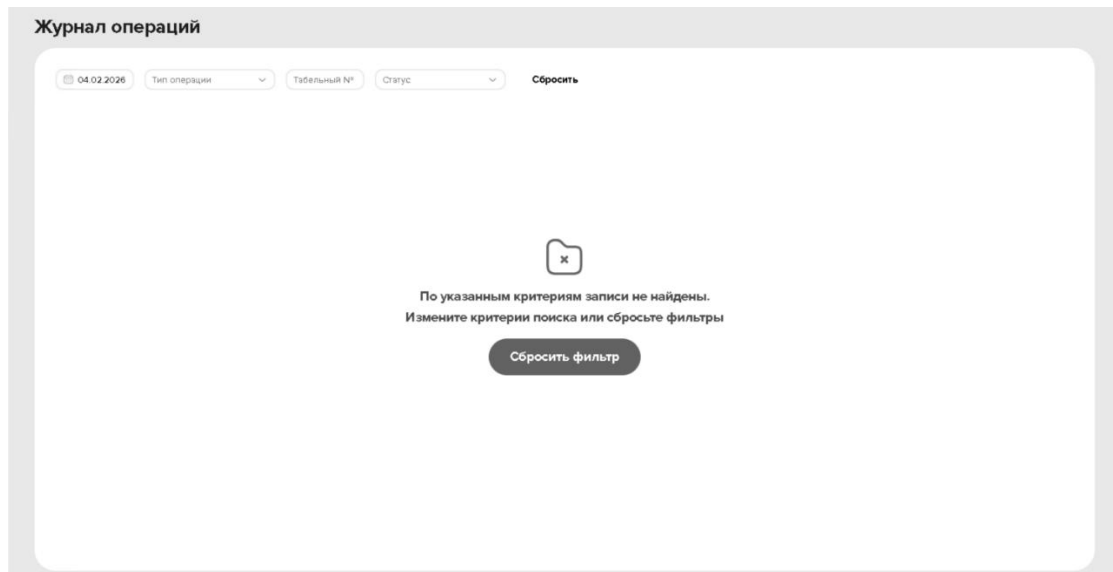 Журнал операций
04.02.2026 Тип операции Табельный № Статус Сбросить
По указанным критериям записи не найдены.
Измените критерии поиска или сбросьте фильтры
Сбросить фильтр